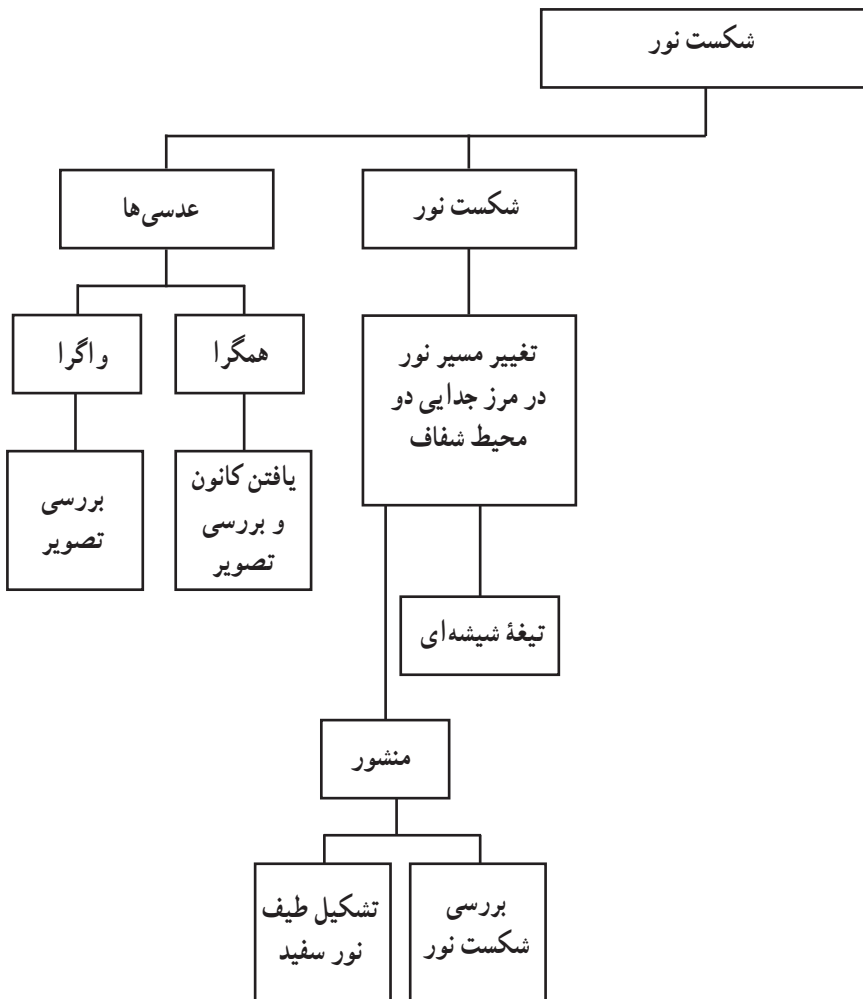 شکست نور
شکست نور
عدسی‌ها
تغییر مسیر نور
در مرز جدایی دو
محیط شفاف
همگرا
واگرا
یافتن کانون
و بررسی
تصویر
بررسی
تصویر
تیغهٔ شیشه‌ای
منشور
بررسی
شکست نور
تشکیل طیف
نور سفید